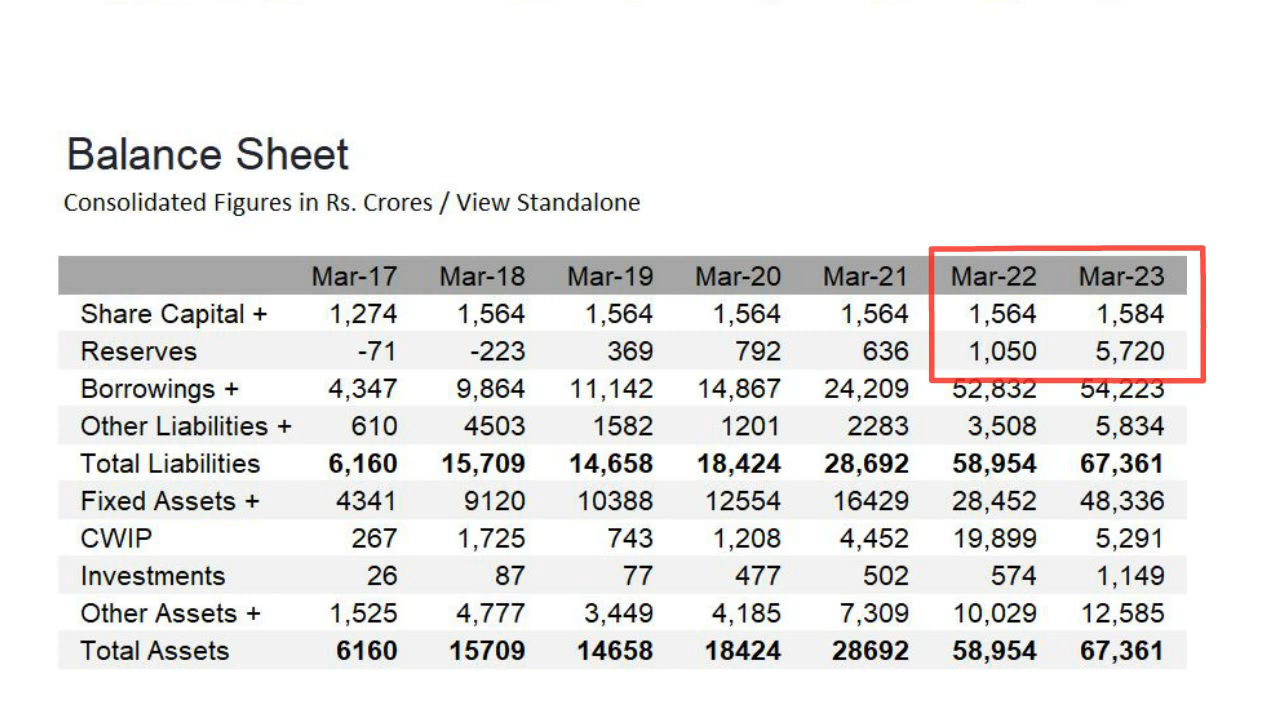 Balance Sheet
Consolidated Figures in Rs. Crores / View Standalone
Mar-17 Mar-18 Mar-19 Mar-20 Mar-21 Mar-22 Mar-23
Share Capital + 1,274 1,564 1,564 1,564 1,564 1,564 1,584
Reserves -71 -223 369 792 636 1,050 5,720
Borrowings + 4,347 9,864 11,142 14,867 24,209 52,832 54,223
Other Liabilities + 610 4503 1582 1201 2283 3,508 5,834
Total Liabilities 6,160 15,709 14,658 18,424 28,692 58,954 67,361
Fixed Assets + 4341 9120 10388 12554 16429 28,452 48,336
CWIP 267 1,725 743 1,208 4,452 19,899 5,291
Investments 26 87 77 477 502 574 1,149
Other Assets + 1,525 4,777 3,449 4,185 7,309 10,029 12,585
Total Assets 6160 15709 14658 18424 28692 58,954 67,361